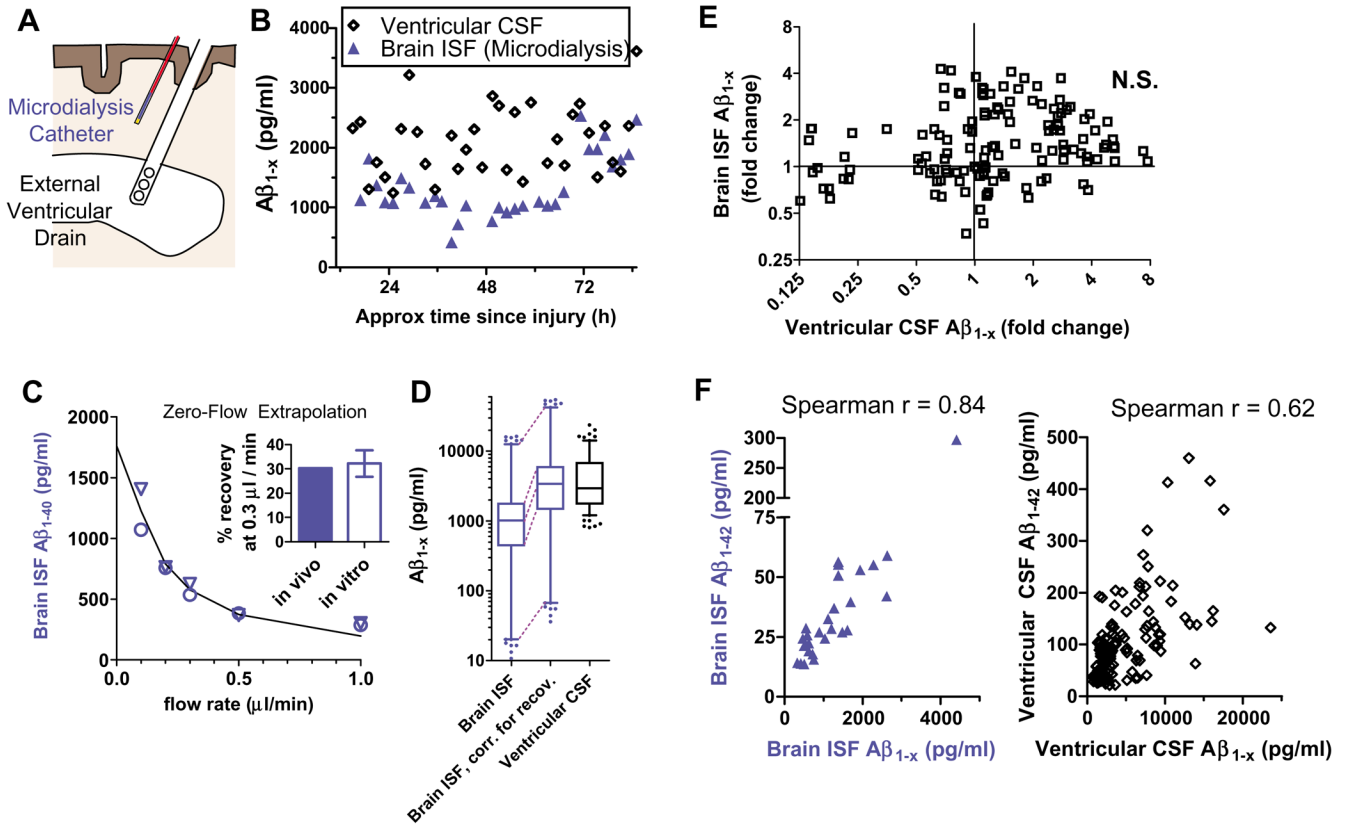 A
Microdialysis
Catheter
External
Ventricular
Drain
B
Ventricular CSF
Brain ISF (Microdialysis)
Aβ1-x (pg/ml)
4000
3000
2000
1000
0
24 48 72
Approx time since injury (h)
E
Brain ISF Aβ1-x
(fold change)
8
4
2
1
0.5
0.25
N.S.
0.125 0.25 0.5 1 2 4 8
Ventricular CSF Aβ1-x (fold change)
C
Zero-Flow Extrapolation
Brain ISF Aβ1-40 (pg/ml)
2000
1500
1000
500
0
0.0 0.5 1.0
flow rate (μl/min)
% recovery
at 0.3 μl / min
40
30
20
10
0
in vivo
in vitro
D
Aβ1-x (pg/ml)
10000
1000
100
10
Brain ISF
Brain ISF, corr. for recov.
Ventricular CSF
F
Spearman r = 0.84
Brain ISF Aβ1-42 (pg/ml)
300
250
200
75
50
25
0
0 2000 4000
Brain ISF Aβ1-x (pg/ml)
Spearman r = 0.62
Ventricular CSF Aβ1-42 (pg/ml)
500
400
300
200
100
0
0 10000 20000
Ventricular CSF Aβ1-x (pg/ml)